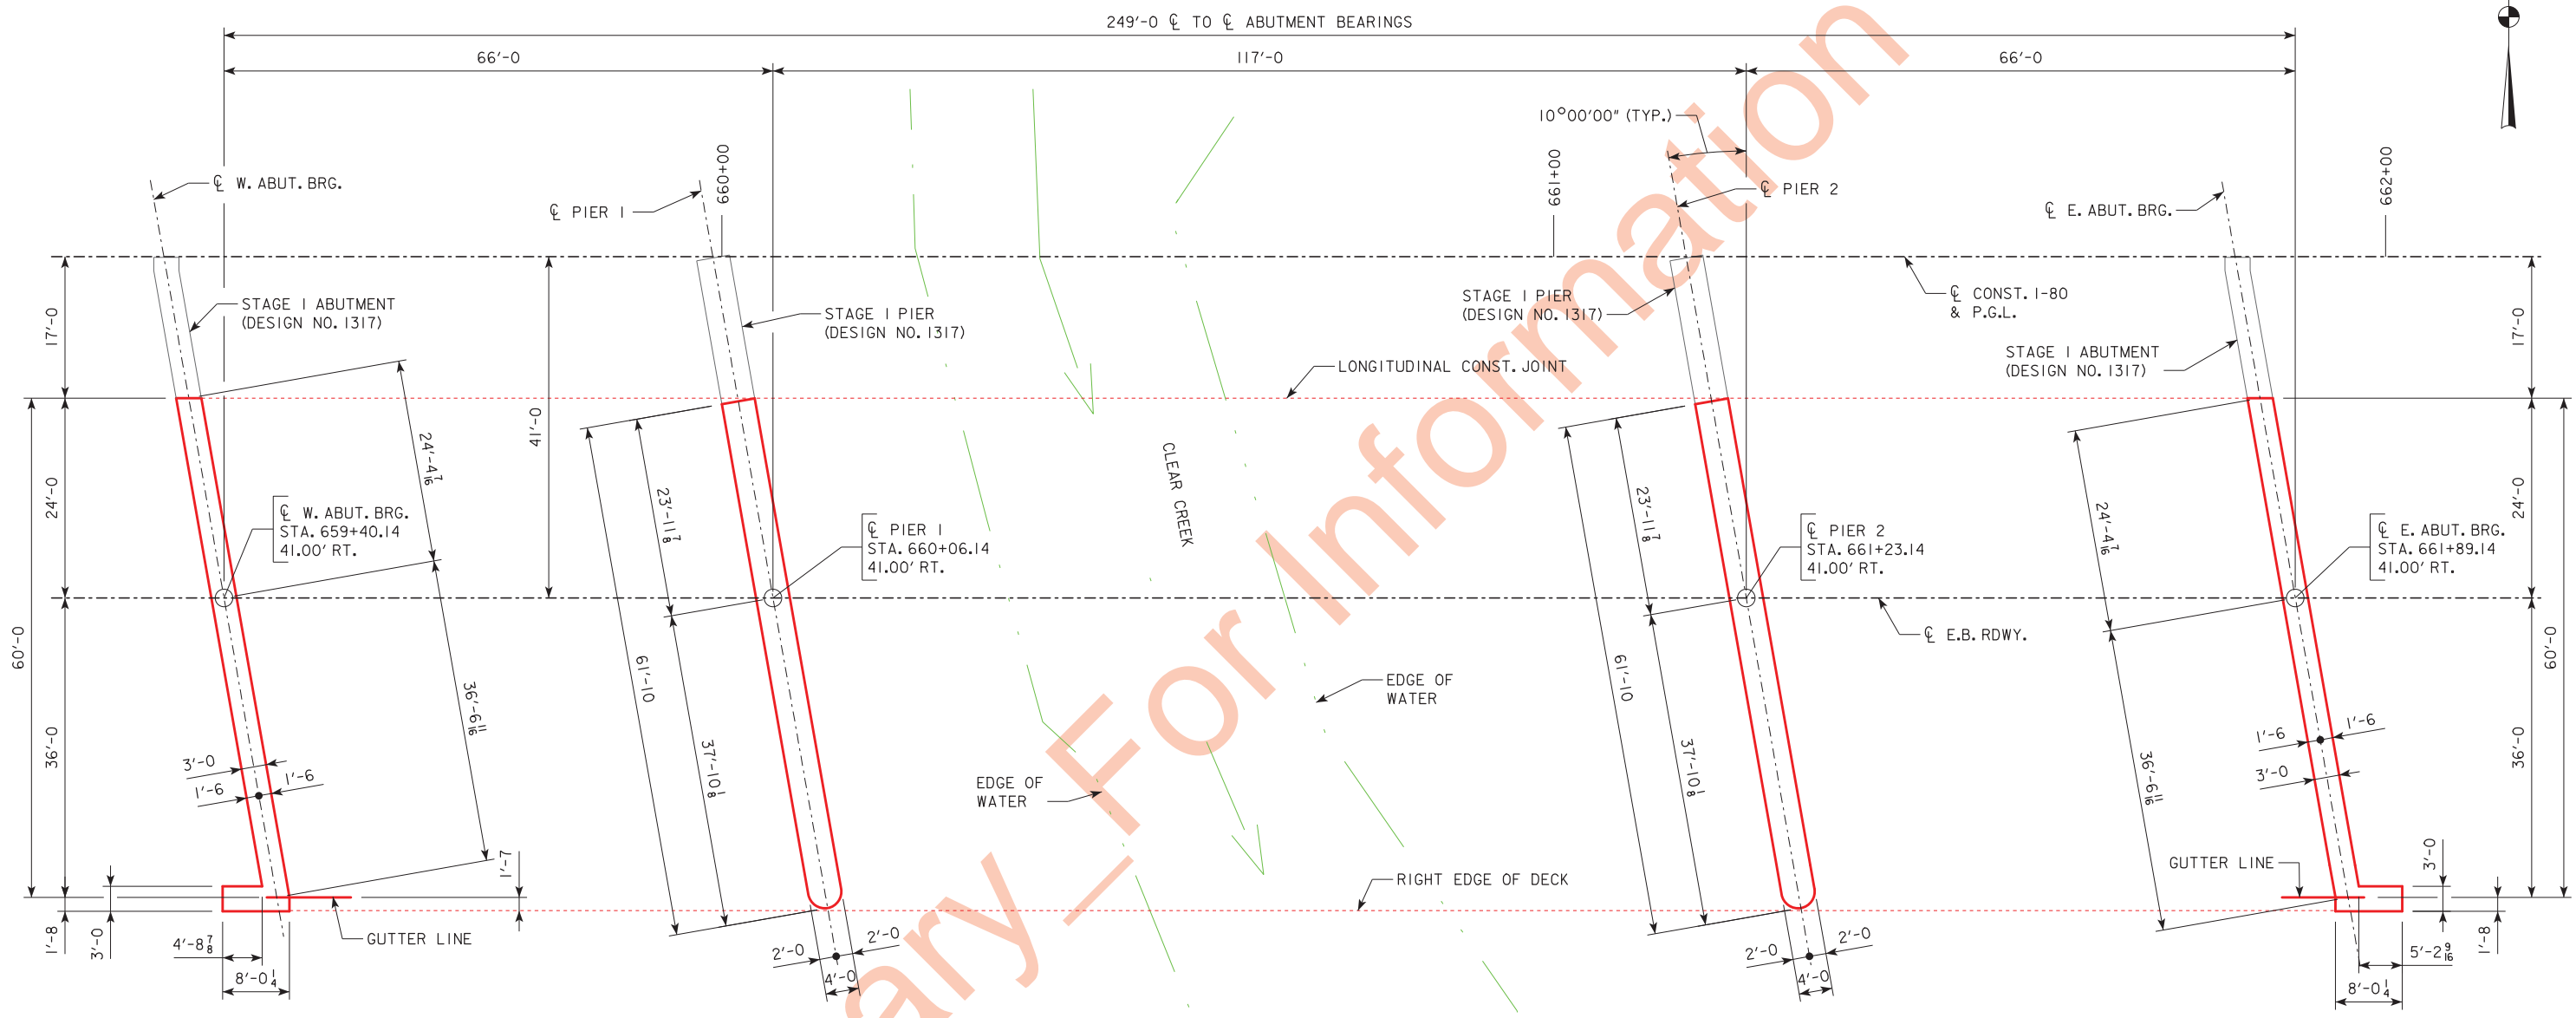 249'-0 ℄ TO ℄ ABUTMENT BEARINGS
66'-0
117'-0
66'-0
10°00'00" (TYP.)
660+00
661+00
662+00
℄ W. ABUT. BRG.
℄ PIER 1
℄ PIER 2
℄ E. ABUT. BRG.
STAGE 1 ABUTMENT
(DESIGN NO. 1317)
STAGE 1 PIER
(DESIGN NO. 1317)
STAGE 1 PIER
(DESIGN NO. 1317)
℄ CONST. I-80
& P.G.L.
STAGE 1 ABUTMENT
(DESIGN NO. 1317)
LONGITUDINAL CONST. JOINT
17'-0
24'-0
60'-0
36'-0
1'-8
3'-0
41'-0
24'-4 7/16
36'-6 11/16
℄ W. ABUT. BRG.
STA. 659+40.14
41.00' RT.
3'-0
1'-6
1'-6
4'-8 7/8
8'-0 1/4
GUTTER LINE
1'-7
23'-11 7/8
61'-10
37'-10 1/8
℄ PIER 1
STA. 660+06.14
41.00' RT.
2'-0
2'-0
4'-0
CLEAR CREEK
EDGE OF
WATER
EDGE OF
WATER
RIGHT EDGE OF DECK
23'-11 7/8
61'-10
37'-10 1/8
℄ PIER 2
STA. 661+23.14
41.00' RT.
℄ E.B. RDWY.
2'-0
2'-0
4'-0
24'-4 7/16
36'-6 11/16
℄ E. ABUT. BRG.
STA. 661+89.14
41.00' RT.
1'-6
1'-6
3'-0
GUTTER LINE
17'-0
24'-0
60'-0
36'-0
3'-0
1'-8
5'-2 9/16
8'-0 1/4
ary_For Information